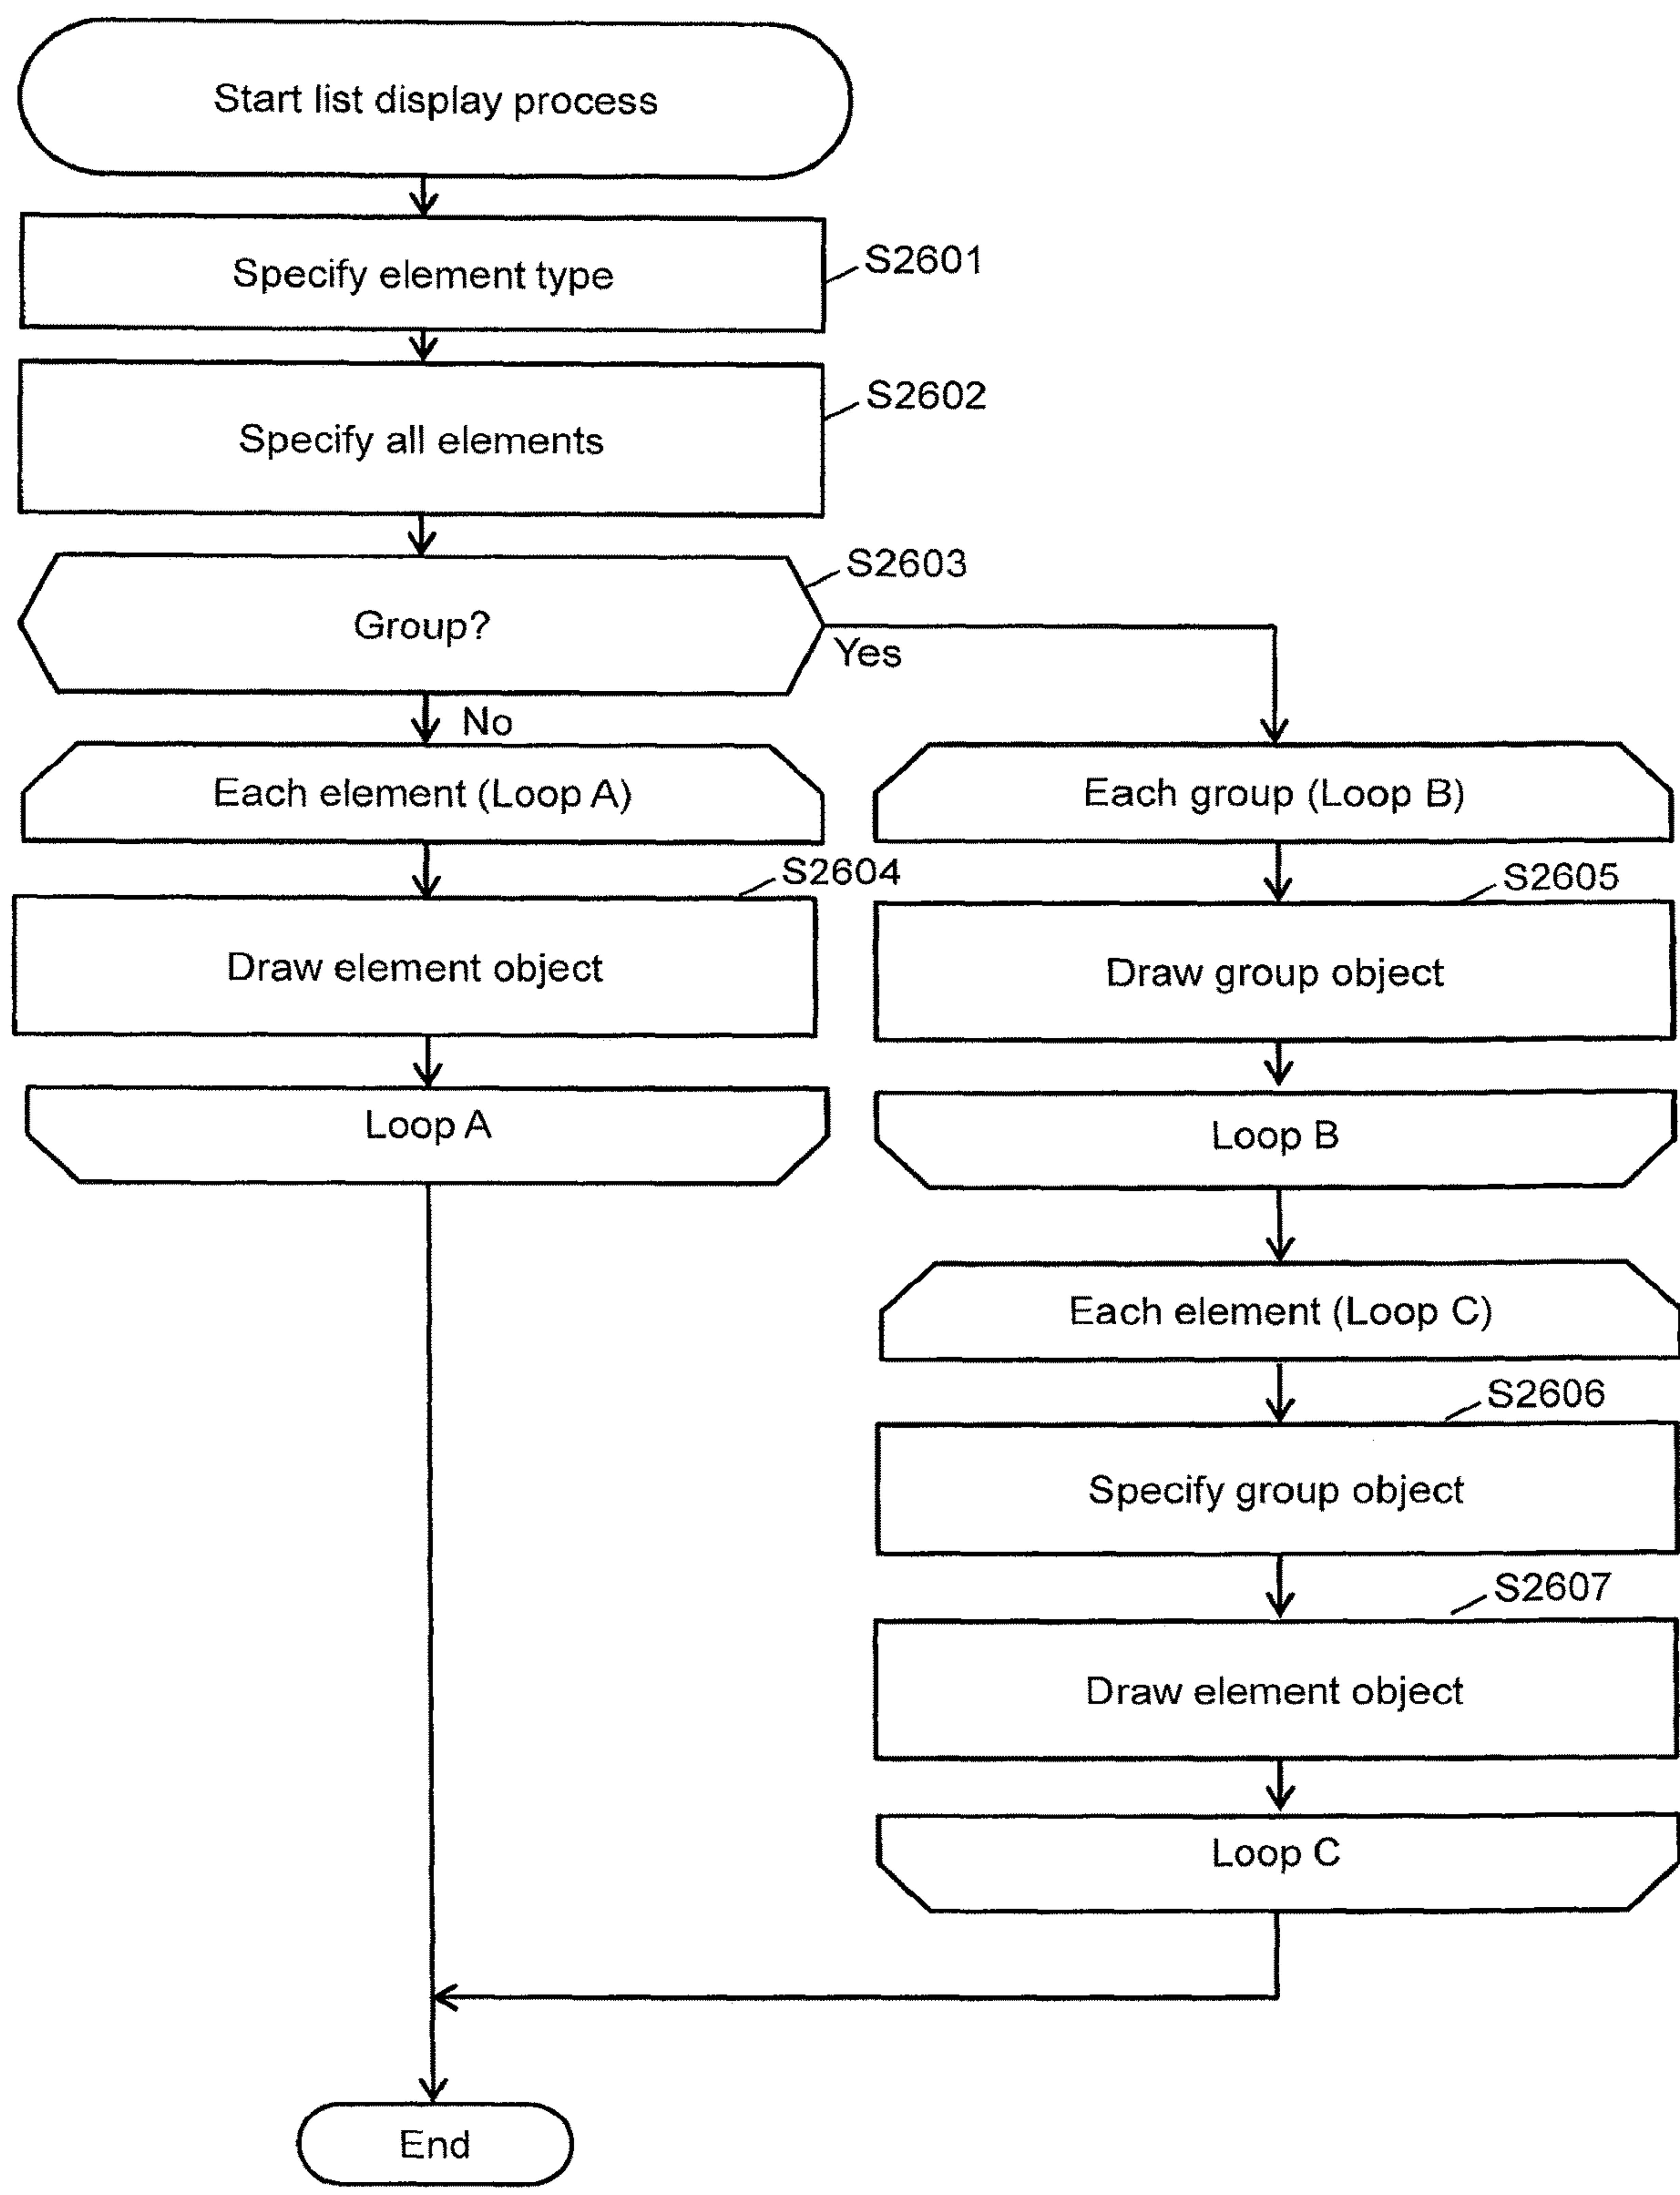 Start list display process
Specify element type
S2601
Specify all elements
S2602
Group?
S2603
Yes
No
Each element (Loop A)
Draw element object
S2604
Loop A
Each group (Loop B)
Draw group object
S2605
Loop B
Each element (Loop C)
Specify group object
S2606
Draw element object
S2607
Loop C
End